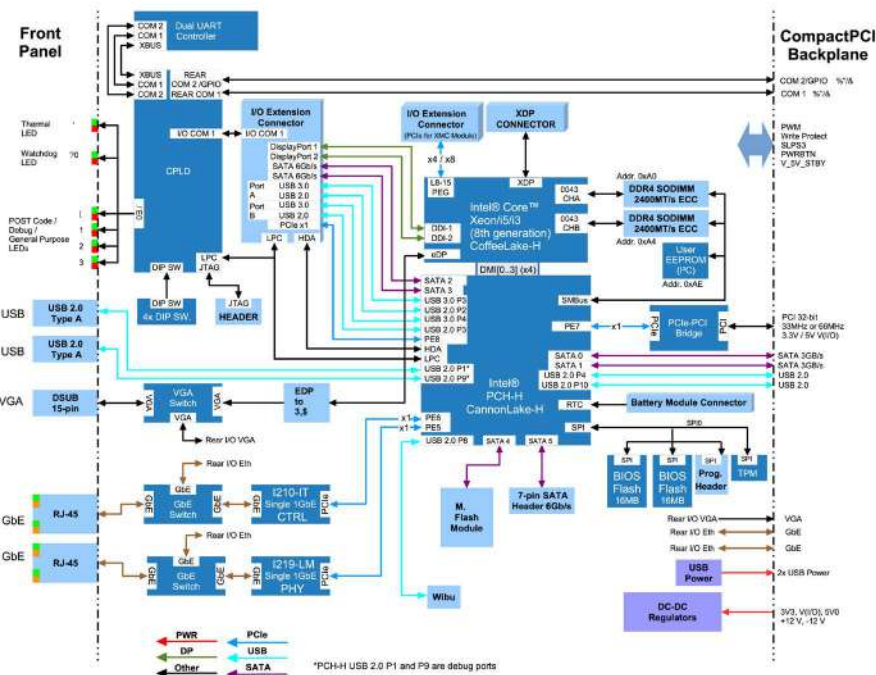 Front
Panel
CompactPCI
Backplane
COM 2
COM 1
XBUS
Dual UART
Controller
XBUS
COM 1
COM 2
REAR
COM 2 /GPIO
REAR COM 1
COM 2/GPIO
COM 1
Thermal
LED
Watchdog
LED
POST Code /
Debug /
General Purpose
LEDs
1
2
3
CPLD
I/O COM 1
LPC
JTAG
DIP SW
DIP SW
4x DIP SW.
JTAG
HEADER
I/O Extension
Connector
I/O COM 1
DisplayPort 1
DisplayPort 2
SATA 6Gb/s
SATA 6Gb/s
Port
A
USB 3.0
USB 2.0
Port
B
USB 3.0
USB 2.0
PCIe x1
LPC
HDA
I/O Extension
Connector
(PCIe for XMC Module)
x4 / x8
XDP
CONNECTOR
L8-15
PEG
XDP
Intel® Core™
Xeon/i5/i3
(8th generation)
CoffeeLake-H
DDI-1
DDI-2
eDP
0043
CHA
0043
CHB
Addr. 0xA0
DDR4 SODIMM
2400MT/s ECC
DDR4 SODIMM
2400MT/s ECC
Addr. 0xA4
User
EEPROM
(I²C)
Addr. 0xAE
PWM
Write Protect
SLPS3
PWRBTN
V_5V_STBY
DMI[0..3] (x4)
SATA 2
SATA 3
USB 3.0 P3
USB 2.0 P2
USB 3.0 P4
USB 2.0 P3
PE8
HDA
LPC
USB 2.0 P1*
USB 2.0 P9*
PE6
PE5
USB 2.0 P8
SATA 4
SATA 5
Intel®
PCH-H
CannonLake-H
SMBus
PE7
SATA 0
SATA 1
USB 2.0 P4
USB 2.0 P10
RTC
SPI
x1
PCIe
PCIe-PCI
Bridge
PCI
PCI 32-bit
33MHz or 66MHz
3.3V / 5V V(I/O)
SATA 3GB/s
SATA 3GB/s
USB 2.0
USB 2.0
Battery Module Connector
SPI0
SPI
BIOS
Flash
16MB
SPI
BIOS
Flash
16MB
SPI
Prog.
Header
SPI
TPM
USB
USB 2.0
Type A
USB
USB 2.0
Type A
VGA
DSUB
15-pin
VGA
VGA
Switch
VGA
VGA
Rear I/O VGA
EDP
to
x1
x1
Rear I/O Eth
GbE
RJ-45
GbE
GbE
GbE
Switch
GbE
I210-IT
Single 1GbE
CTRL
PCIe
Rear I/O Eth
GbE
RJ-45
GbE
GbE
GbE
Switch
GbE
I219-LM
Single 1GbE
PHY
PCIe
M.
Flash
Module
7-pin SATA
Header 6Gb/s
Wibu
Rear I/O VGA
VGA
Rear I/O Eth
GbE
Rear I/O Eth
GbE
USB
Power
2x USB Power
DC-DC
Regulators
3V3, V(I/O), 5V0
+12 V, -12 V
PWR
PCIe
DP
USB
Other
SATA
*PCH-H USB 2.0 P1 and P9 are debug ports